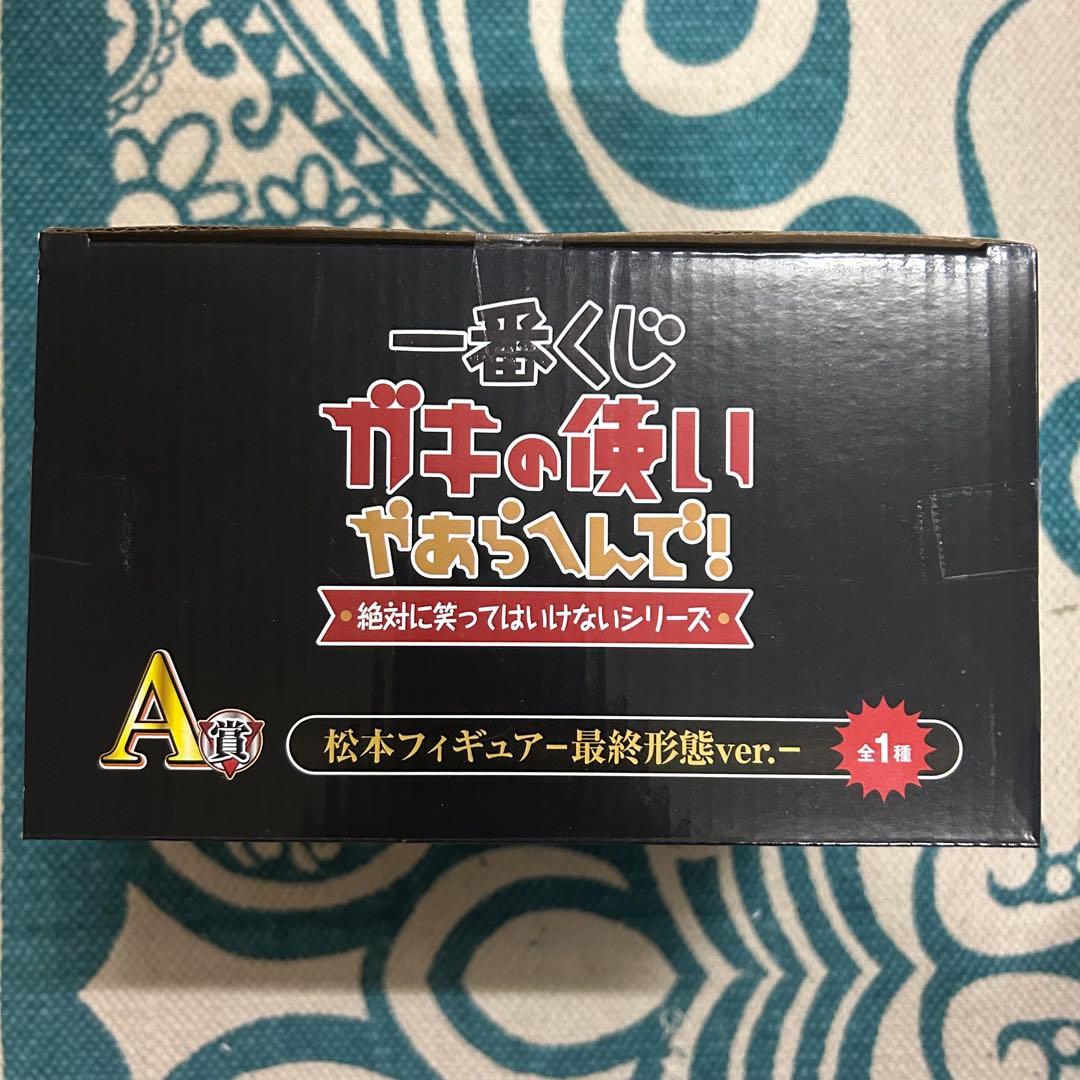 一番くじ
ガキの使い
やあらへんで!
・絶対に笑ってはいけないシリーズ・
A賞
松本フィギュアー最終形態ver.ー
全1種